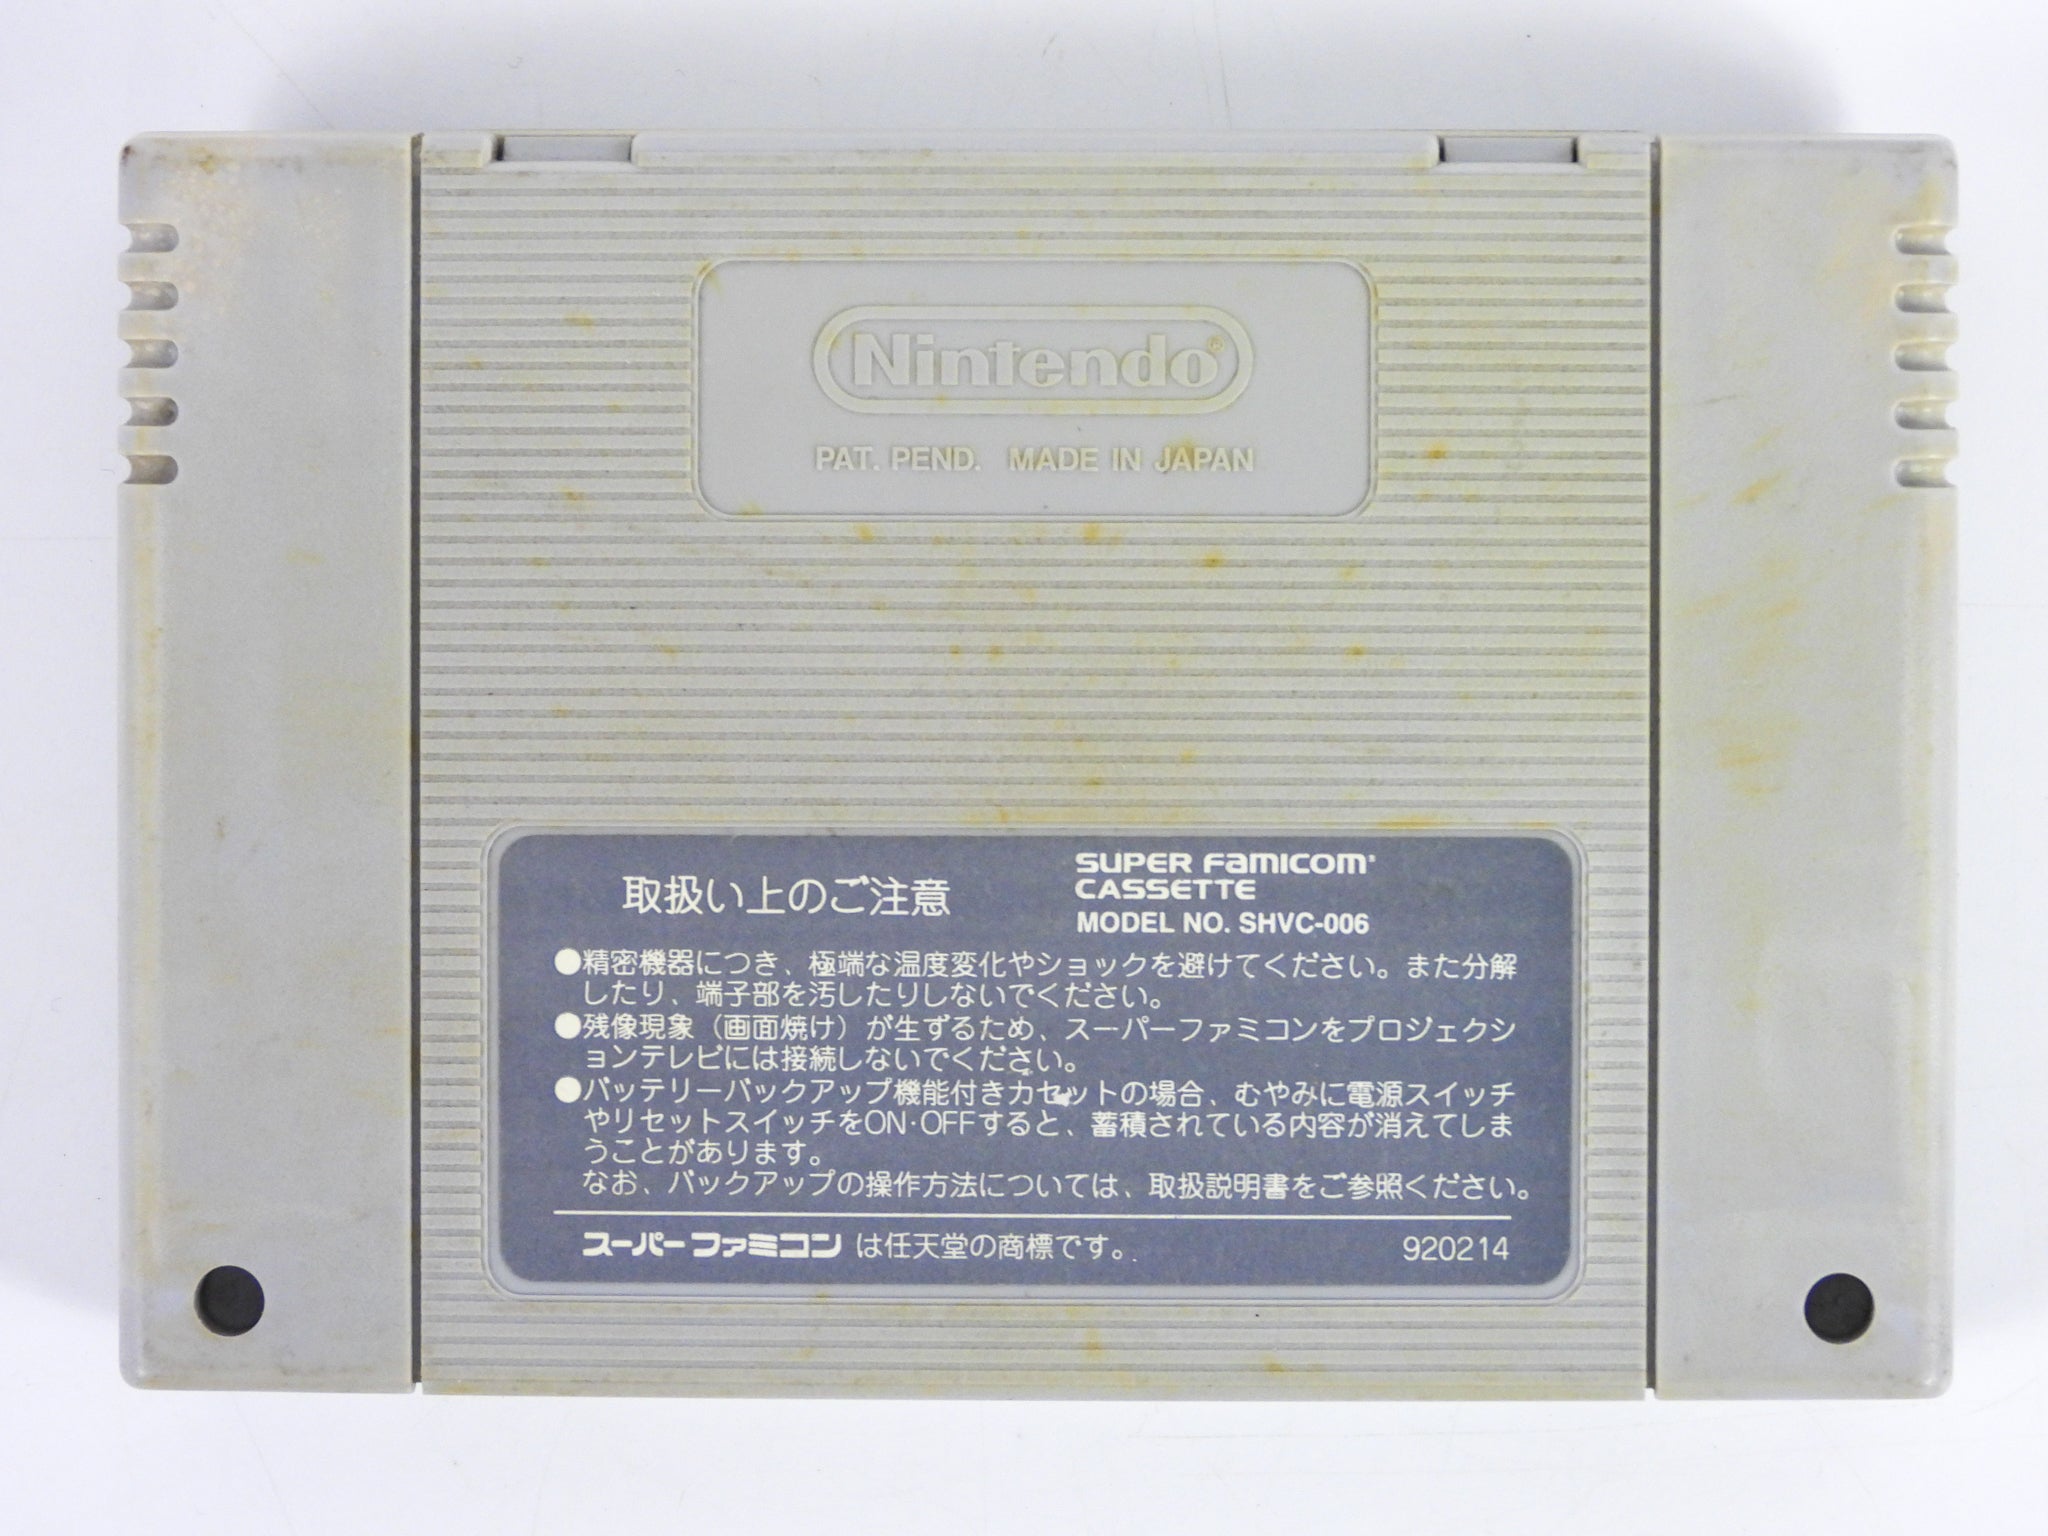 Nintendo®
PAT. PEND. MADE IN JAPAN
取扱い上のご注意
SUPER FAMICOM
CASSETTE
MODEL NO. SHVC-006
●精密機器につき、極端な温度変化やショックを避けてください。また分解
したり、端子部を汚したりしないでください。
●残像現象（画面焼け）が生ずるため、スーパーファミコンをプロジェクシ
ョンテレビには接続しないでください。
●バッテリーバックアップ機能付きカセットの場合、むやみに電源スイッチ
やリセットスイッチをON·OFFすると、蓄積されている内容が消えてしま
うことがあります。
なお、バックアップの操作方法については、取扱説明書をご参照ください。
スーパーファミコン は任天堂の商標です。
920214